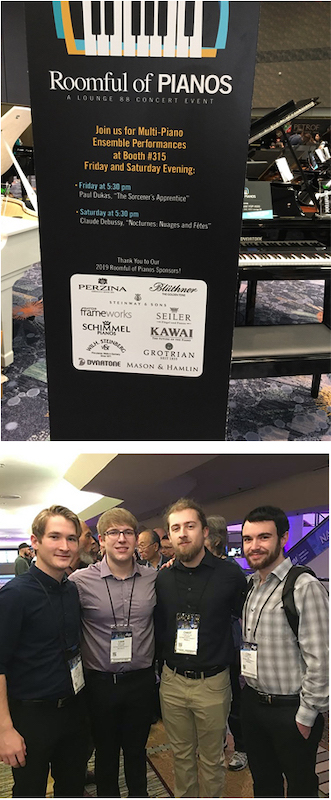 Roomful of PIANOS
A LOUNGE 88 CONCERT EVENT
Join us for Multi-Piano
Ensemble Performances
at Booth #315
Friday and Saturday Evening:
• Friday at 5:30 pm
Paul Dukas, "The Sorcerer's Apprentice"
• Saturday at 5:30 pm
Claude Debussy, "Nocturnes: Nuages and Fêtes"
Thank You to Our
2019 Roomful of Pianos Sponsors!
PERZINA
Blüthner
STEINWAY & SONS
frameworks
SEILER
SCHIMMEL
PIANOS
KAWAI
WILH. STEINBERG
GROTRIAN
DYNATONE
MASON & HAMLIN